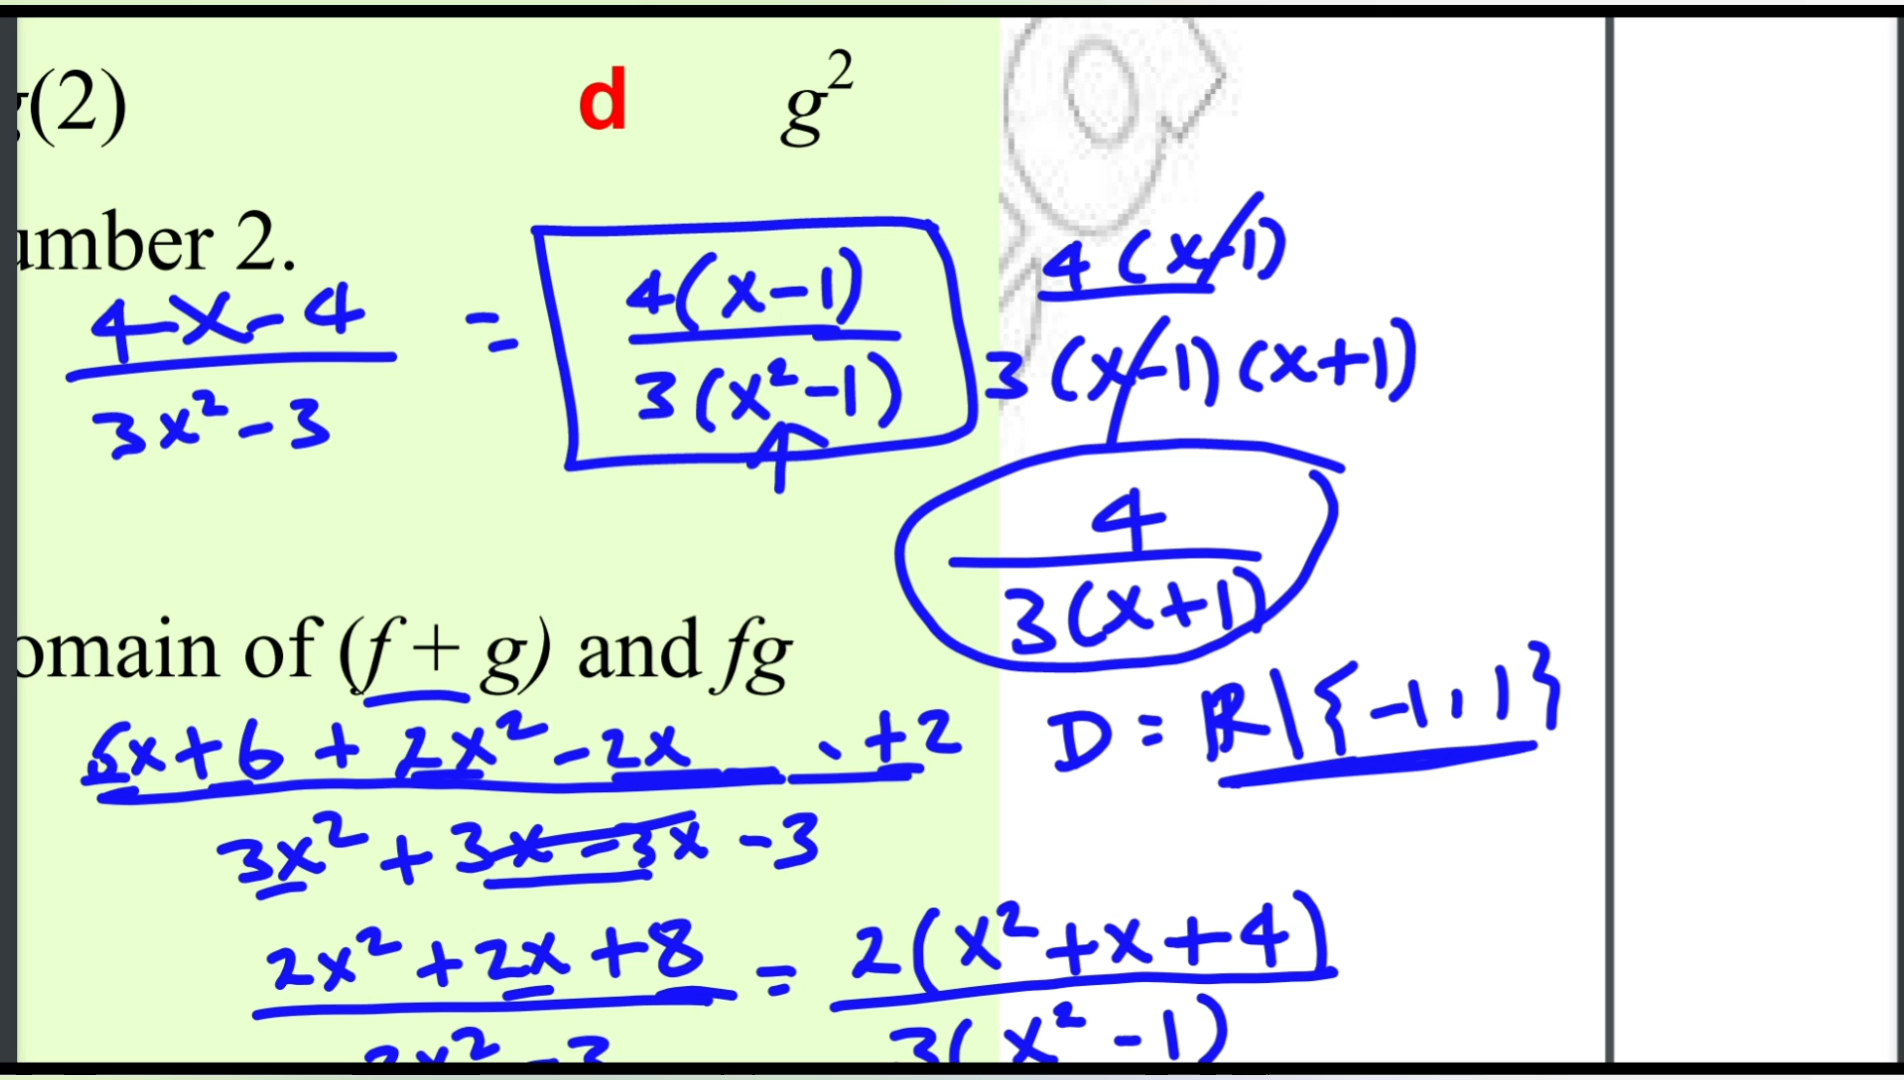 (2) d g²
umber 2.
4x-4 / 3x²-3 = 4(x-1) / 3(x²-1) 4(x-1) / 3(x-1)(x+1)
4 / 3(x+1)
omain of (f + g) and fg
D = ℝ|{-1,1}
6x+6 + 2x²-2x +2 / 3x²+3x-3x-3
2x²+2x+8 / 3x²-3 = 2(x²+x+4) / 3(x²-1)